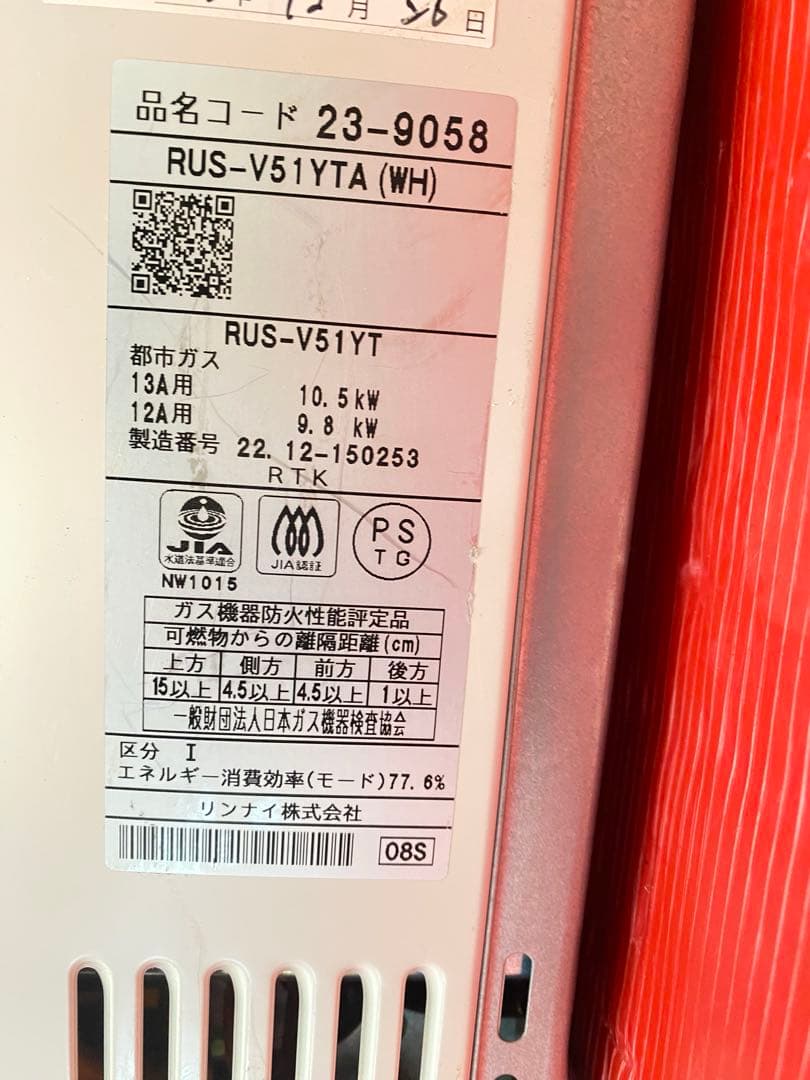 月 日
品名コード 23-9058
RUS-V51YTA(WH)
RUS-V51YT
都市ガス
13A用 10.5kW
12A用 9.8 kW
製造番号 22.12-150253
RTK
JIA
水道法基準適合
NW1015
JIA認証
PS
TG
ガス機器防火性能評定品
可燃物からの離隔距離(cm)
上方 側方 前方 後方
15以上 4.5以上 4.5以上 1以上
一般財団法人日本ガス機器検査協会
区分 I
エネルギー消費効率(モード)77.6%
リンナイ株式会社
08S